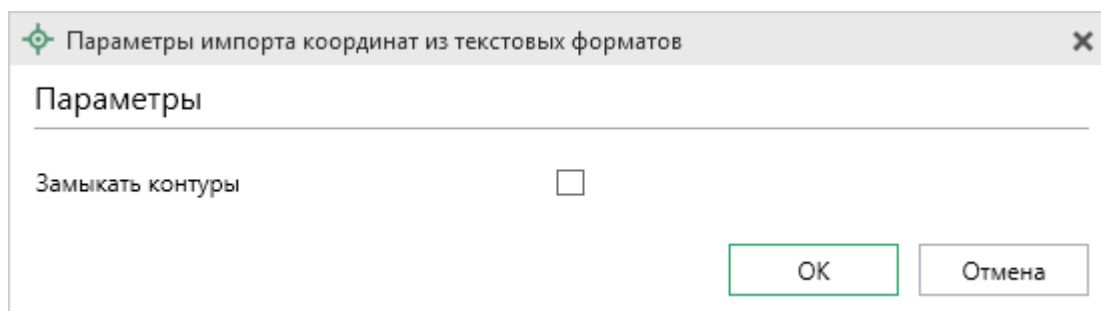 Параметры импорта координат из текстовых форматов
Параметры
Замыкать контуры
ОК
Отмена